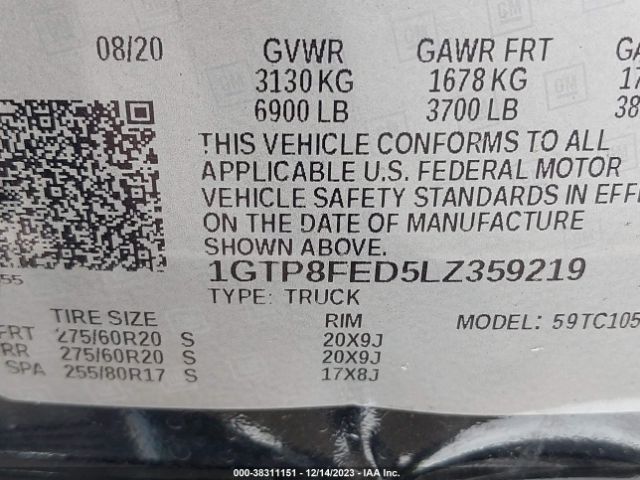 08/20 GVWR GAWR FRT
3130 KG 1678 KG 17
6900 LB 3700 LB 38
THIS VEHICLE CONFORMS TO ALL
APPLICABLE U.S. FEDERAL MOTOR
VEHICLE SAFETY STANDARDS IN EFF
ON THE DATE OF MANUFACTURE
SHOWN ABOVE.
55 1GTP8FED5LZ359219
TYPE: TRUCK
TIRE SIZE RIM MODEL: 59TC105
FRT 275/60R20 S 20X9J
RR 275/60R20 S 20X9J
SPA 255/80R17 S 17X8J
000-38311151 - 12/14/2023 - IAA Inc.